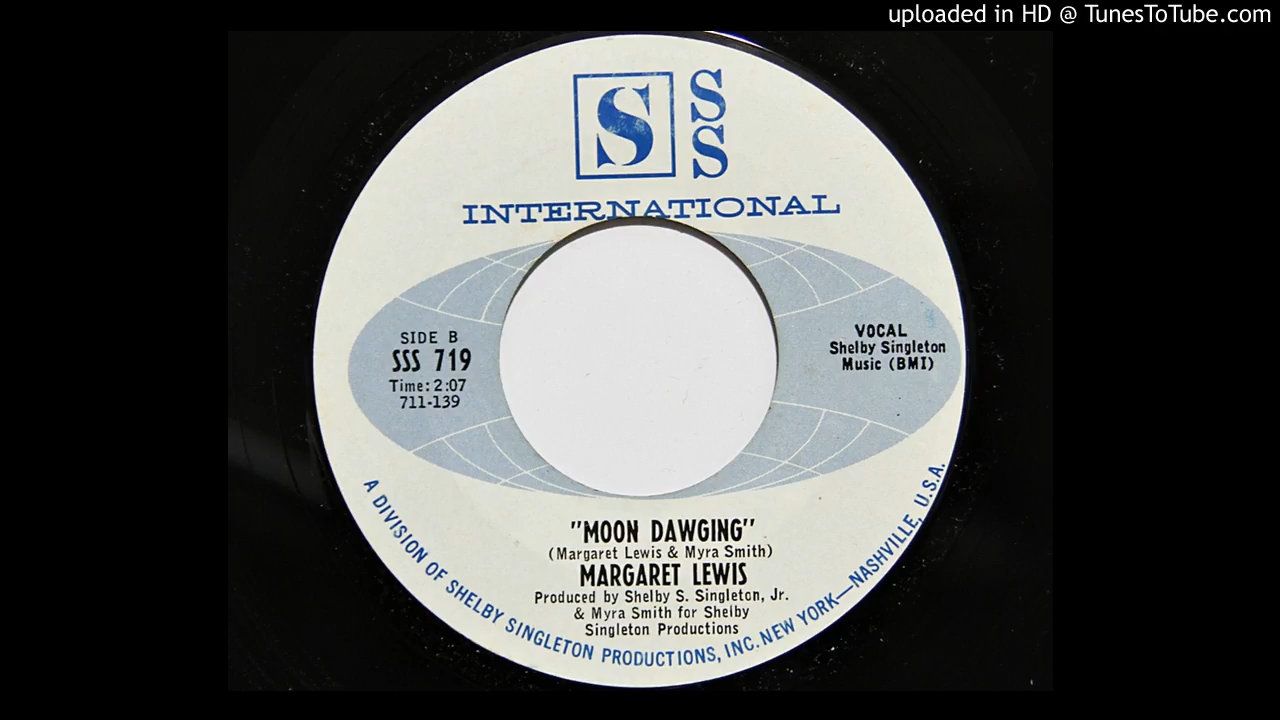 uploaded in HD @ TunesToTube.com
S S
S
INTERNATIONAL
SIDE B
SSS 719
Time: 2:07
711-139
VOCAL
Shelby Singleton
Music (BMI)
"MOON DAWGING"
(Margaret Lewis & Myra Smith)
MARGARET LEWIS
Produced by Shelby S. Singleton, Jr.
& Myra Smith for Shelby
Singleton Productions
A DIVISION OF SHELBY SINGLETON PRODUCTIONS, INC. NEW YORK—NASHVILLE, U.S.A.